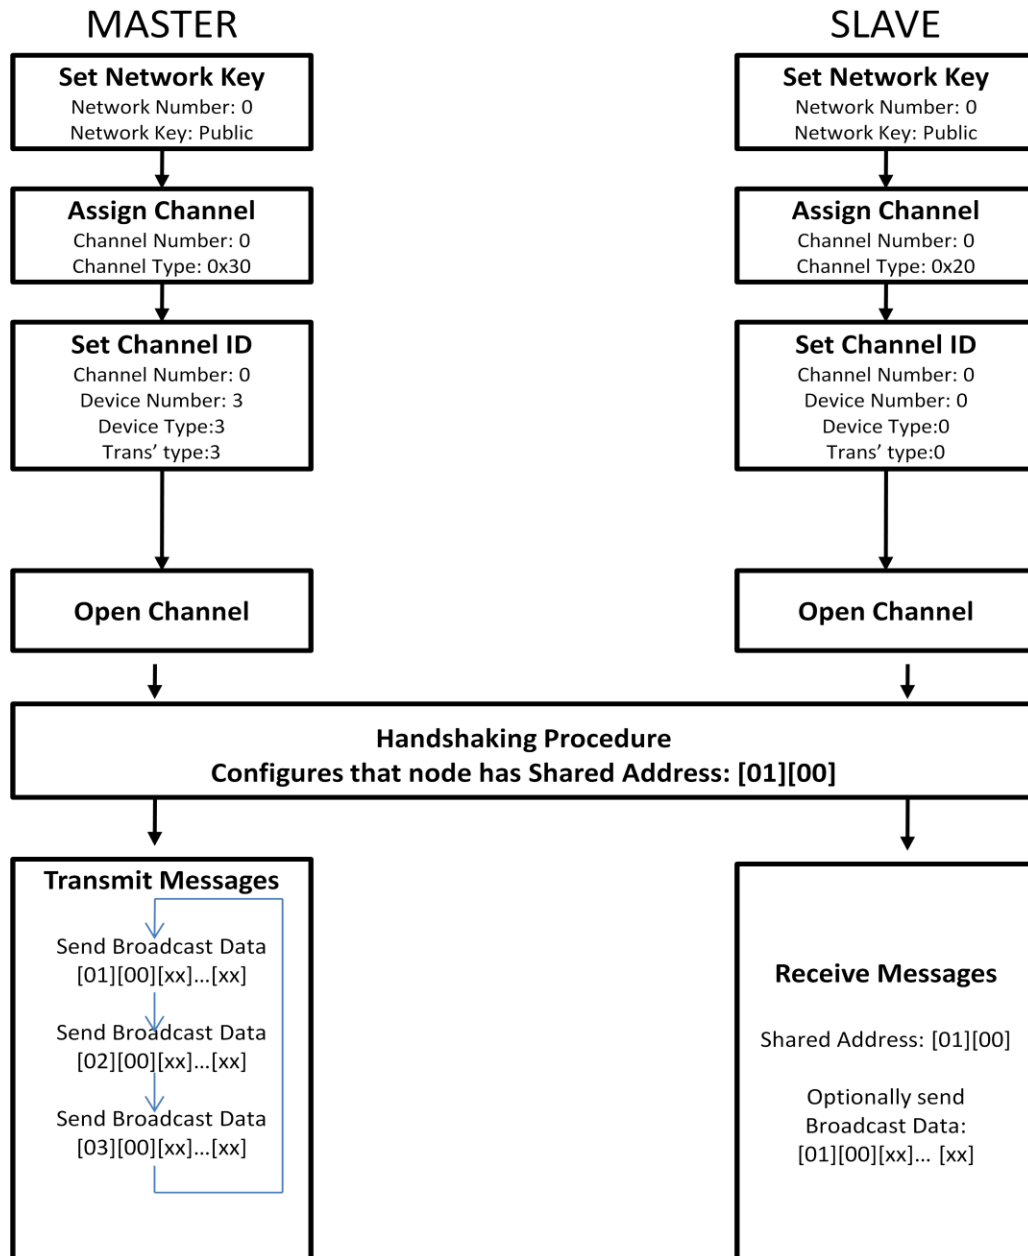 MASTER
Set Network Key
Network Number: 0
Network Key: Public
Assign Channel
Channel Number: 0
Channel Type: 0x30
Set Channel ID
Channel Number: 0
Device Number: 3
Device Type:3
Trans’ type:3
Open Channel
SLAVE
Set Network Key
Network Number: 0
Network Key: Public
Assign Channel
Channel Number: 0
Channel Type: 0x20
Set Channel ID
Channel Number: 0
Device Number: 0
Device Type:0
Trans’ type:0
Open Channel
Handshaking Procedure
Configures that node has Shared Address: [01][00]
Transmit Messages
Send Broadcast Data
[01][00][xx]...[xx]
Send Broadcast Data
[02][00][xx]...[xx]
Send Broadcast Data
[03][00][xx]...[xx]
Receive Messages
Shared Address: [01][00]
Optionally send
Broadcast Data:
[01][00][xx]... [xx]